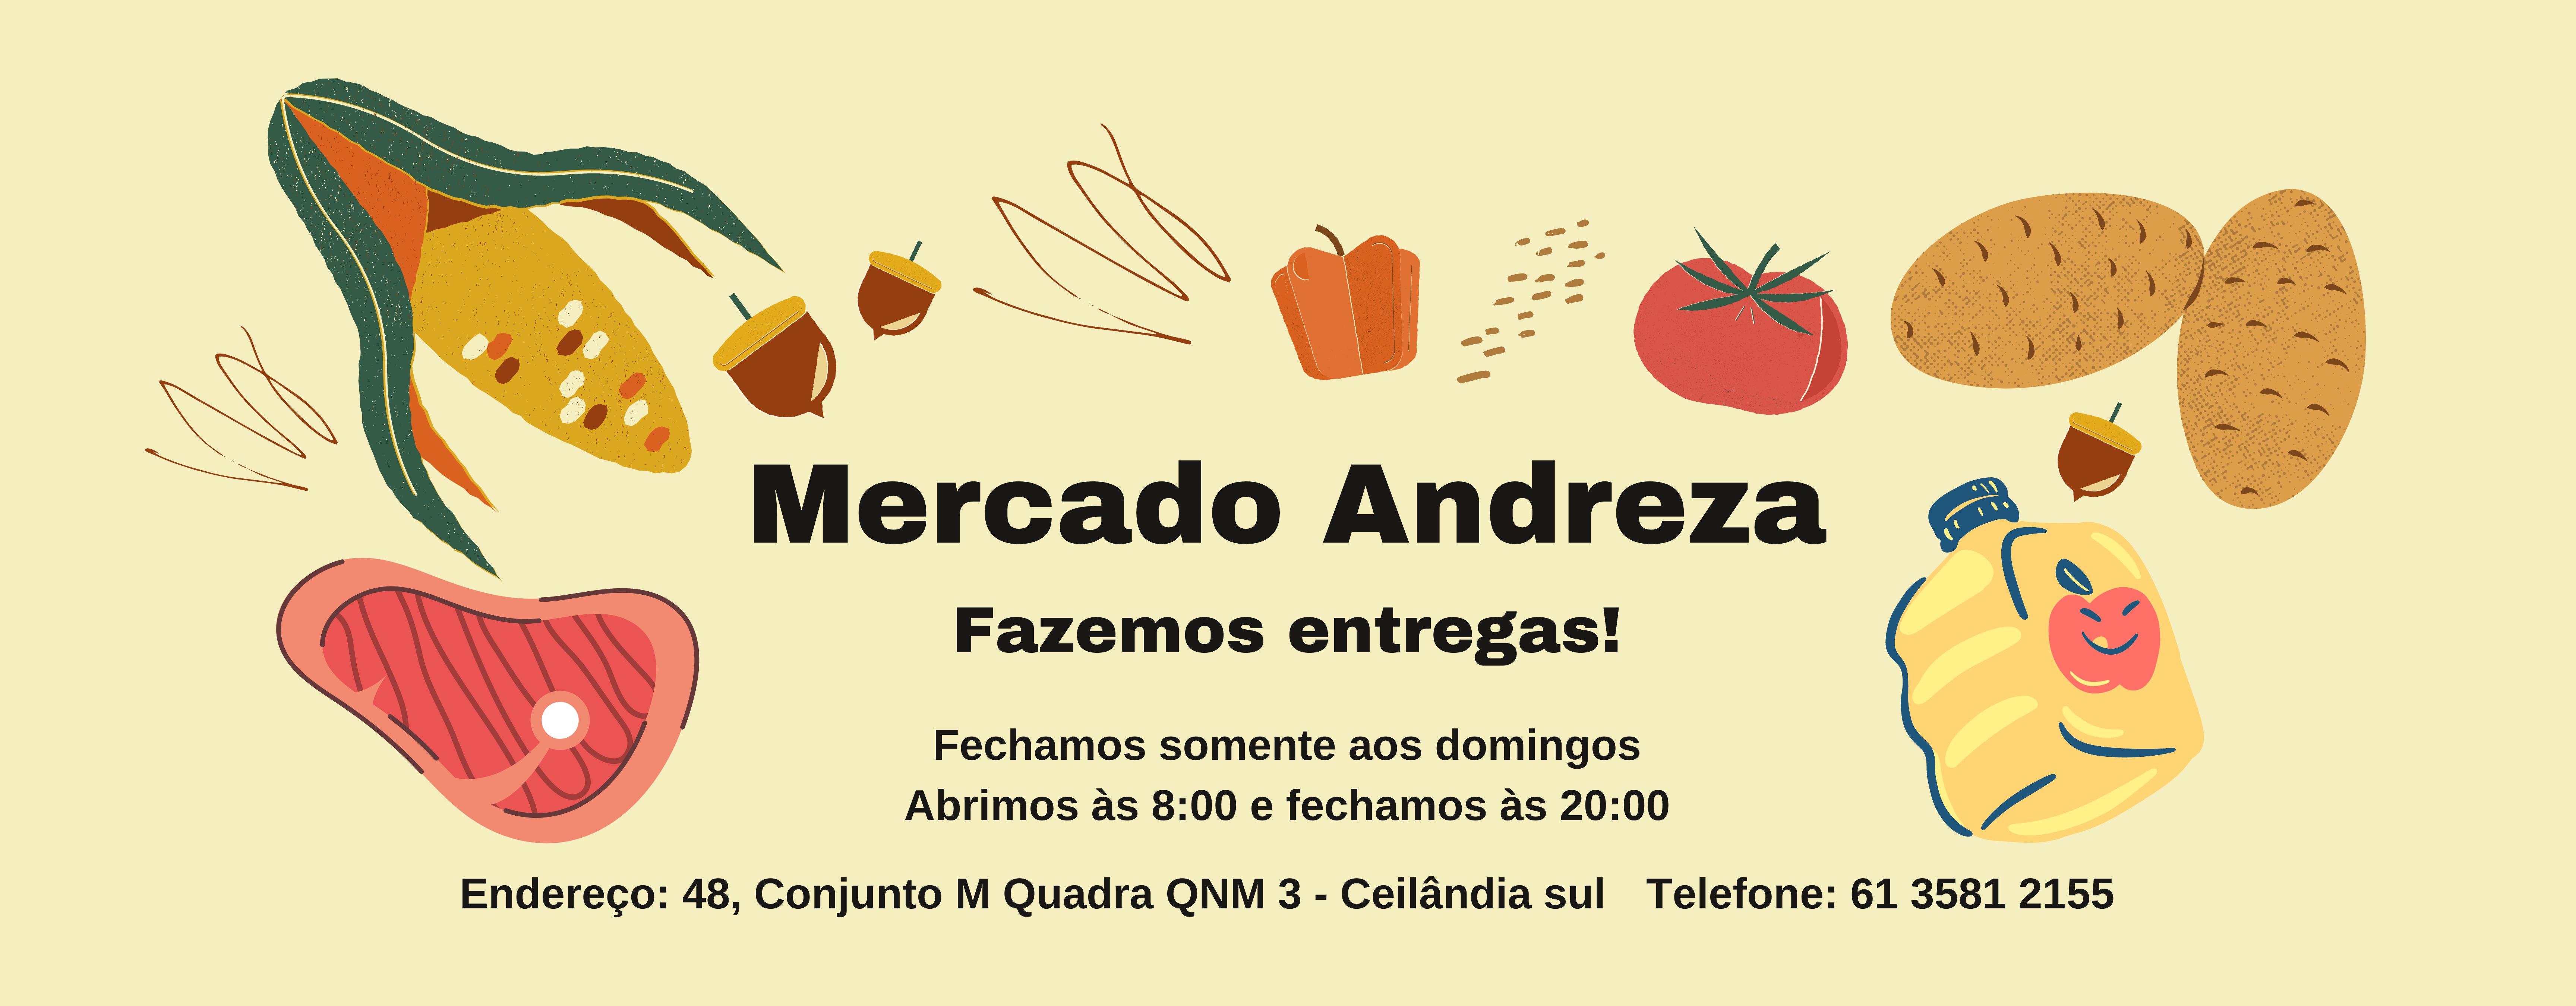 Mercado Andreza
Fazemos entregas!
Fechamos somente aos domingos
Abrimos às 8:00 e fechamos às 20:00
Endereço: 48, Conjunto M Quadra QNM 3 - Ceilândia sul Telefone: 61 3581 2155